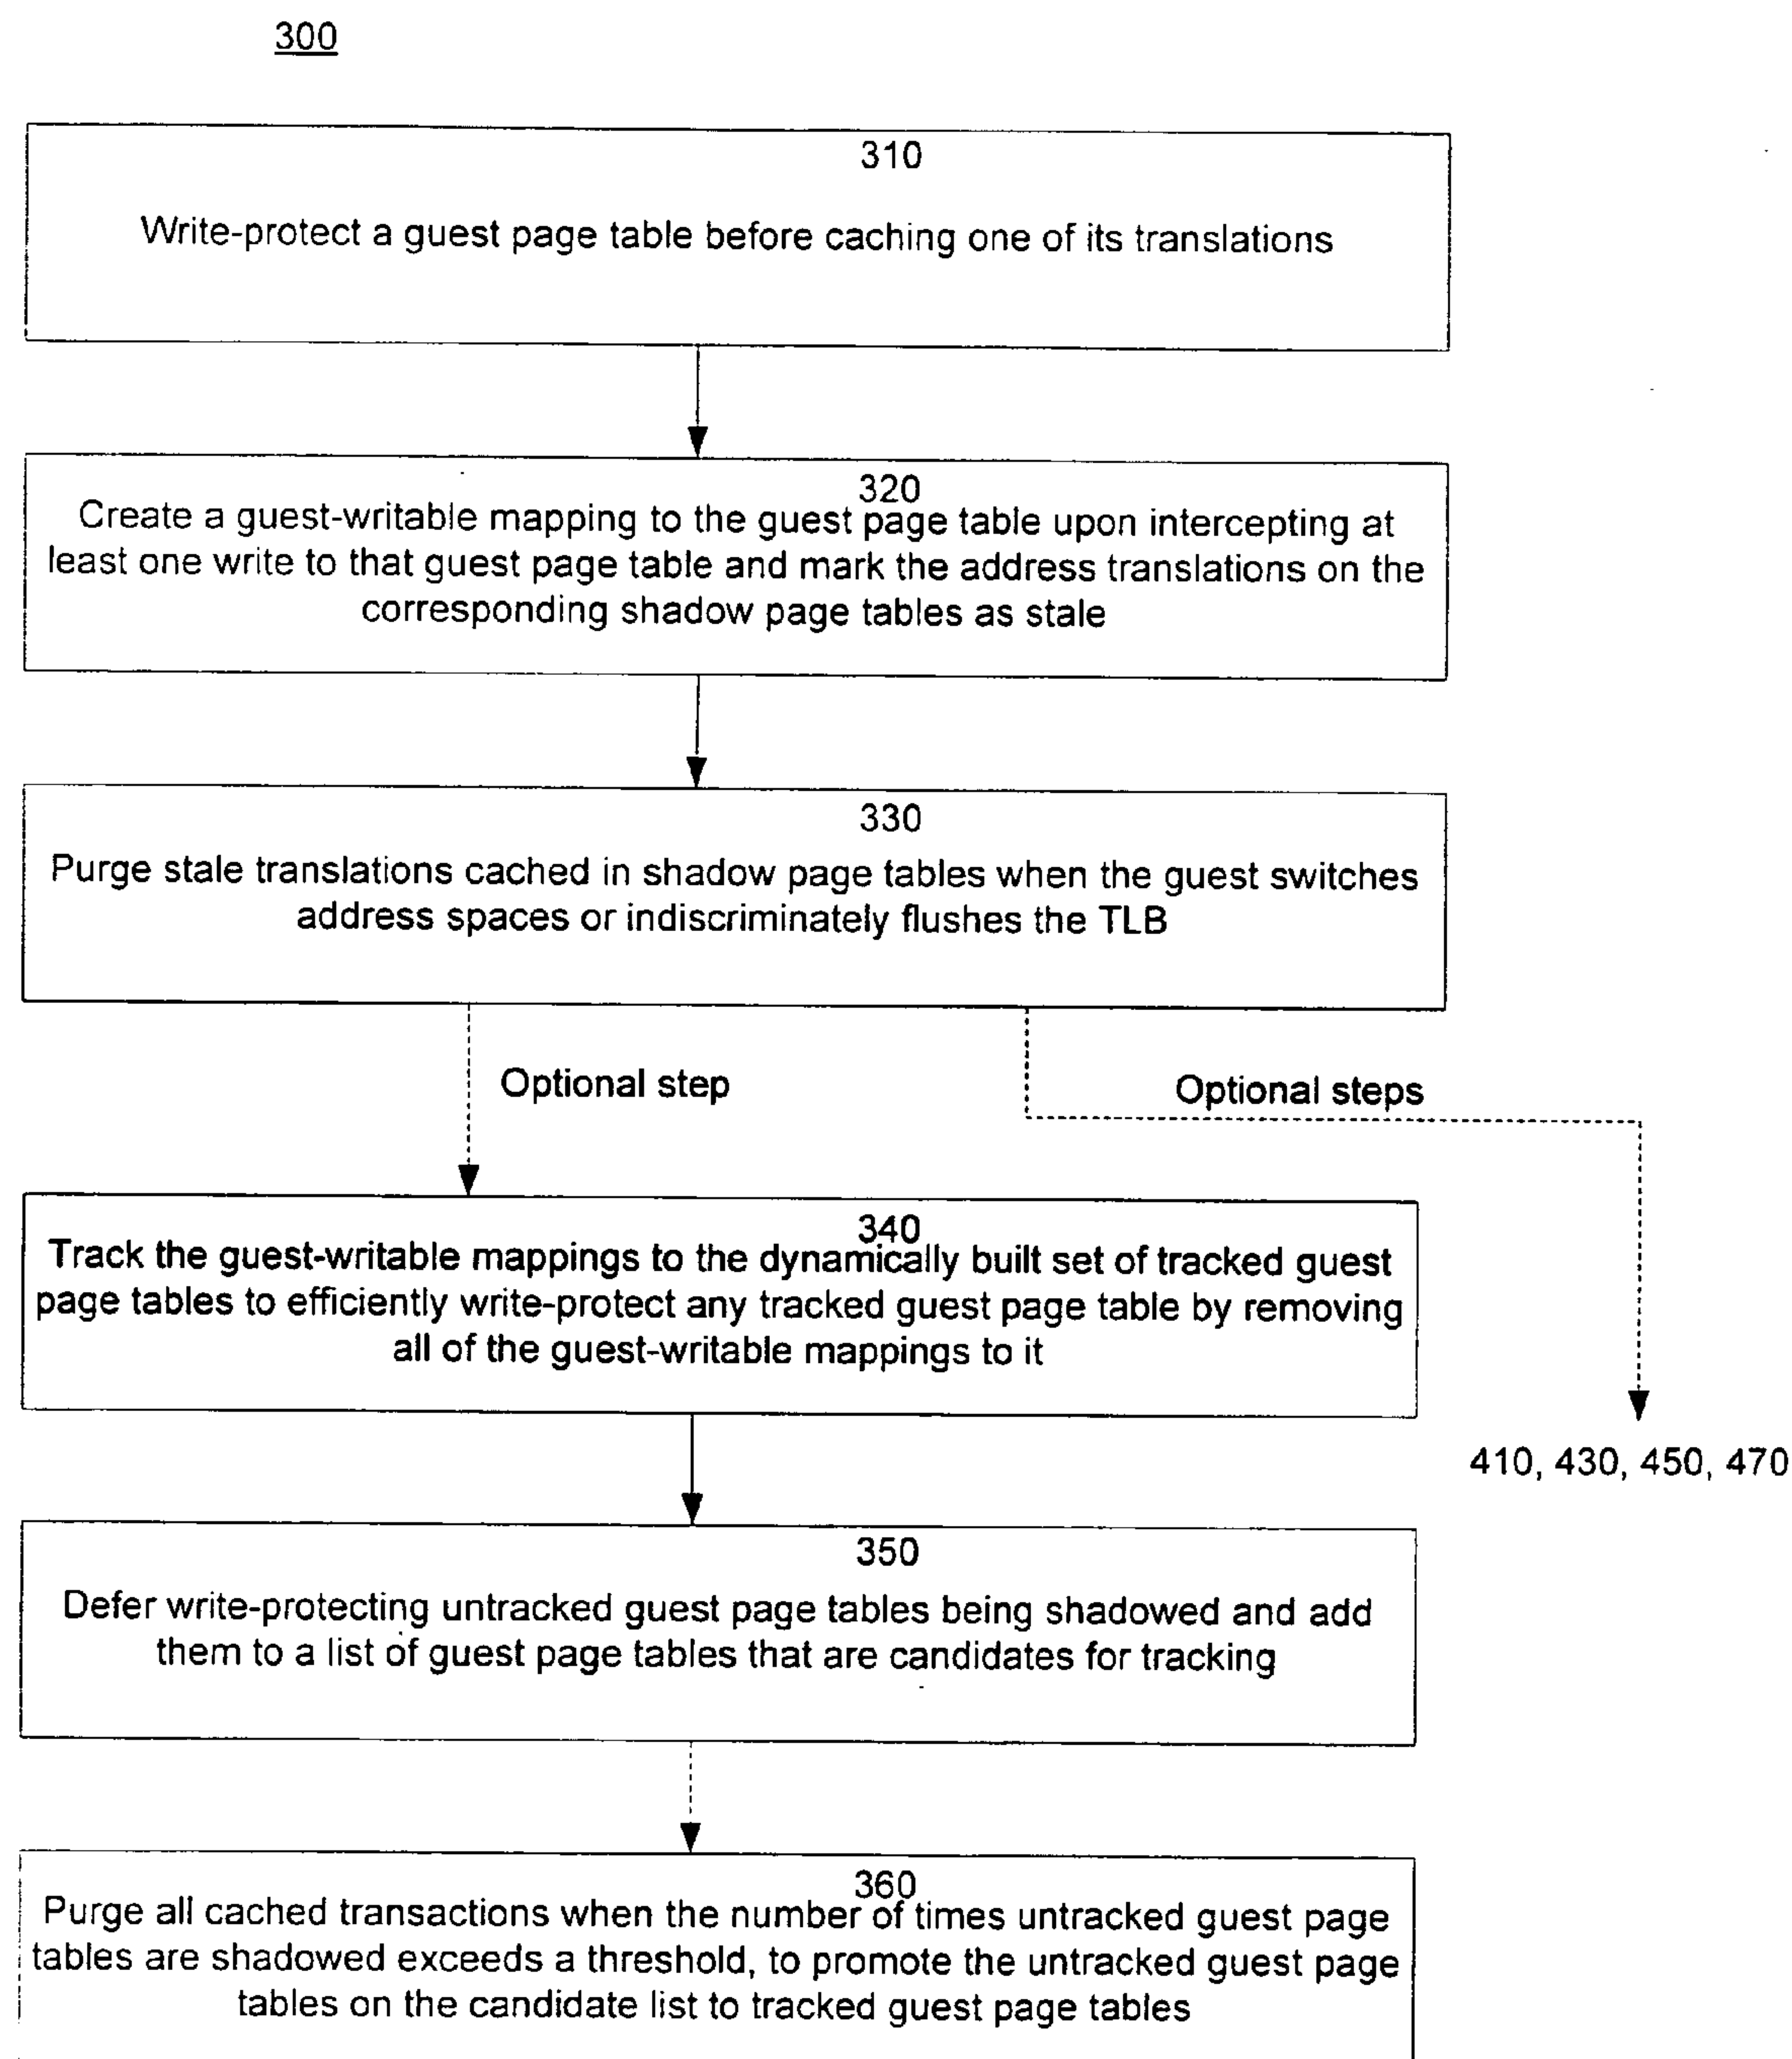 300
310
Write-protect a guest page table before caching one of its translations
320
Create a guest-writable mapping to the guest page table upon intercepting at
least one write to that guest page table and mark the address translations on the
corresponding shadow page tables as stale
330
Purge stale translations cached in shadow page tables when the guest switches
address spaces or indiscriminately flushes the TLB
Optional step
Optional steps
340
Track the guest-writable mappings to the dynamically built set of tracked guest
page tables to efficiently write-protect any tracked guest page table by removing
all of the guest-writable mappings to it
410, 430, 450, 470
350
Defer write-protecting untracked guest page tables being shadowed and add
them to a list of guest page tables that are candidates for tracking
360
Purge all cached transactions when the number of times untracked guest page
tables are shadowed exceeds a threshold, to promote the untracked guest page
tables on the candidate list to tracked guest page tables